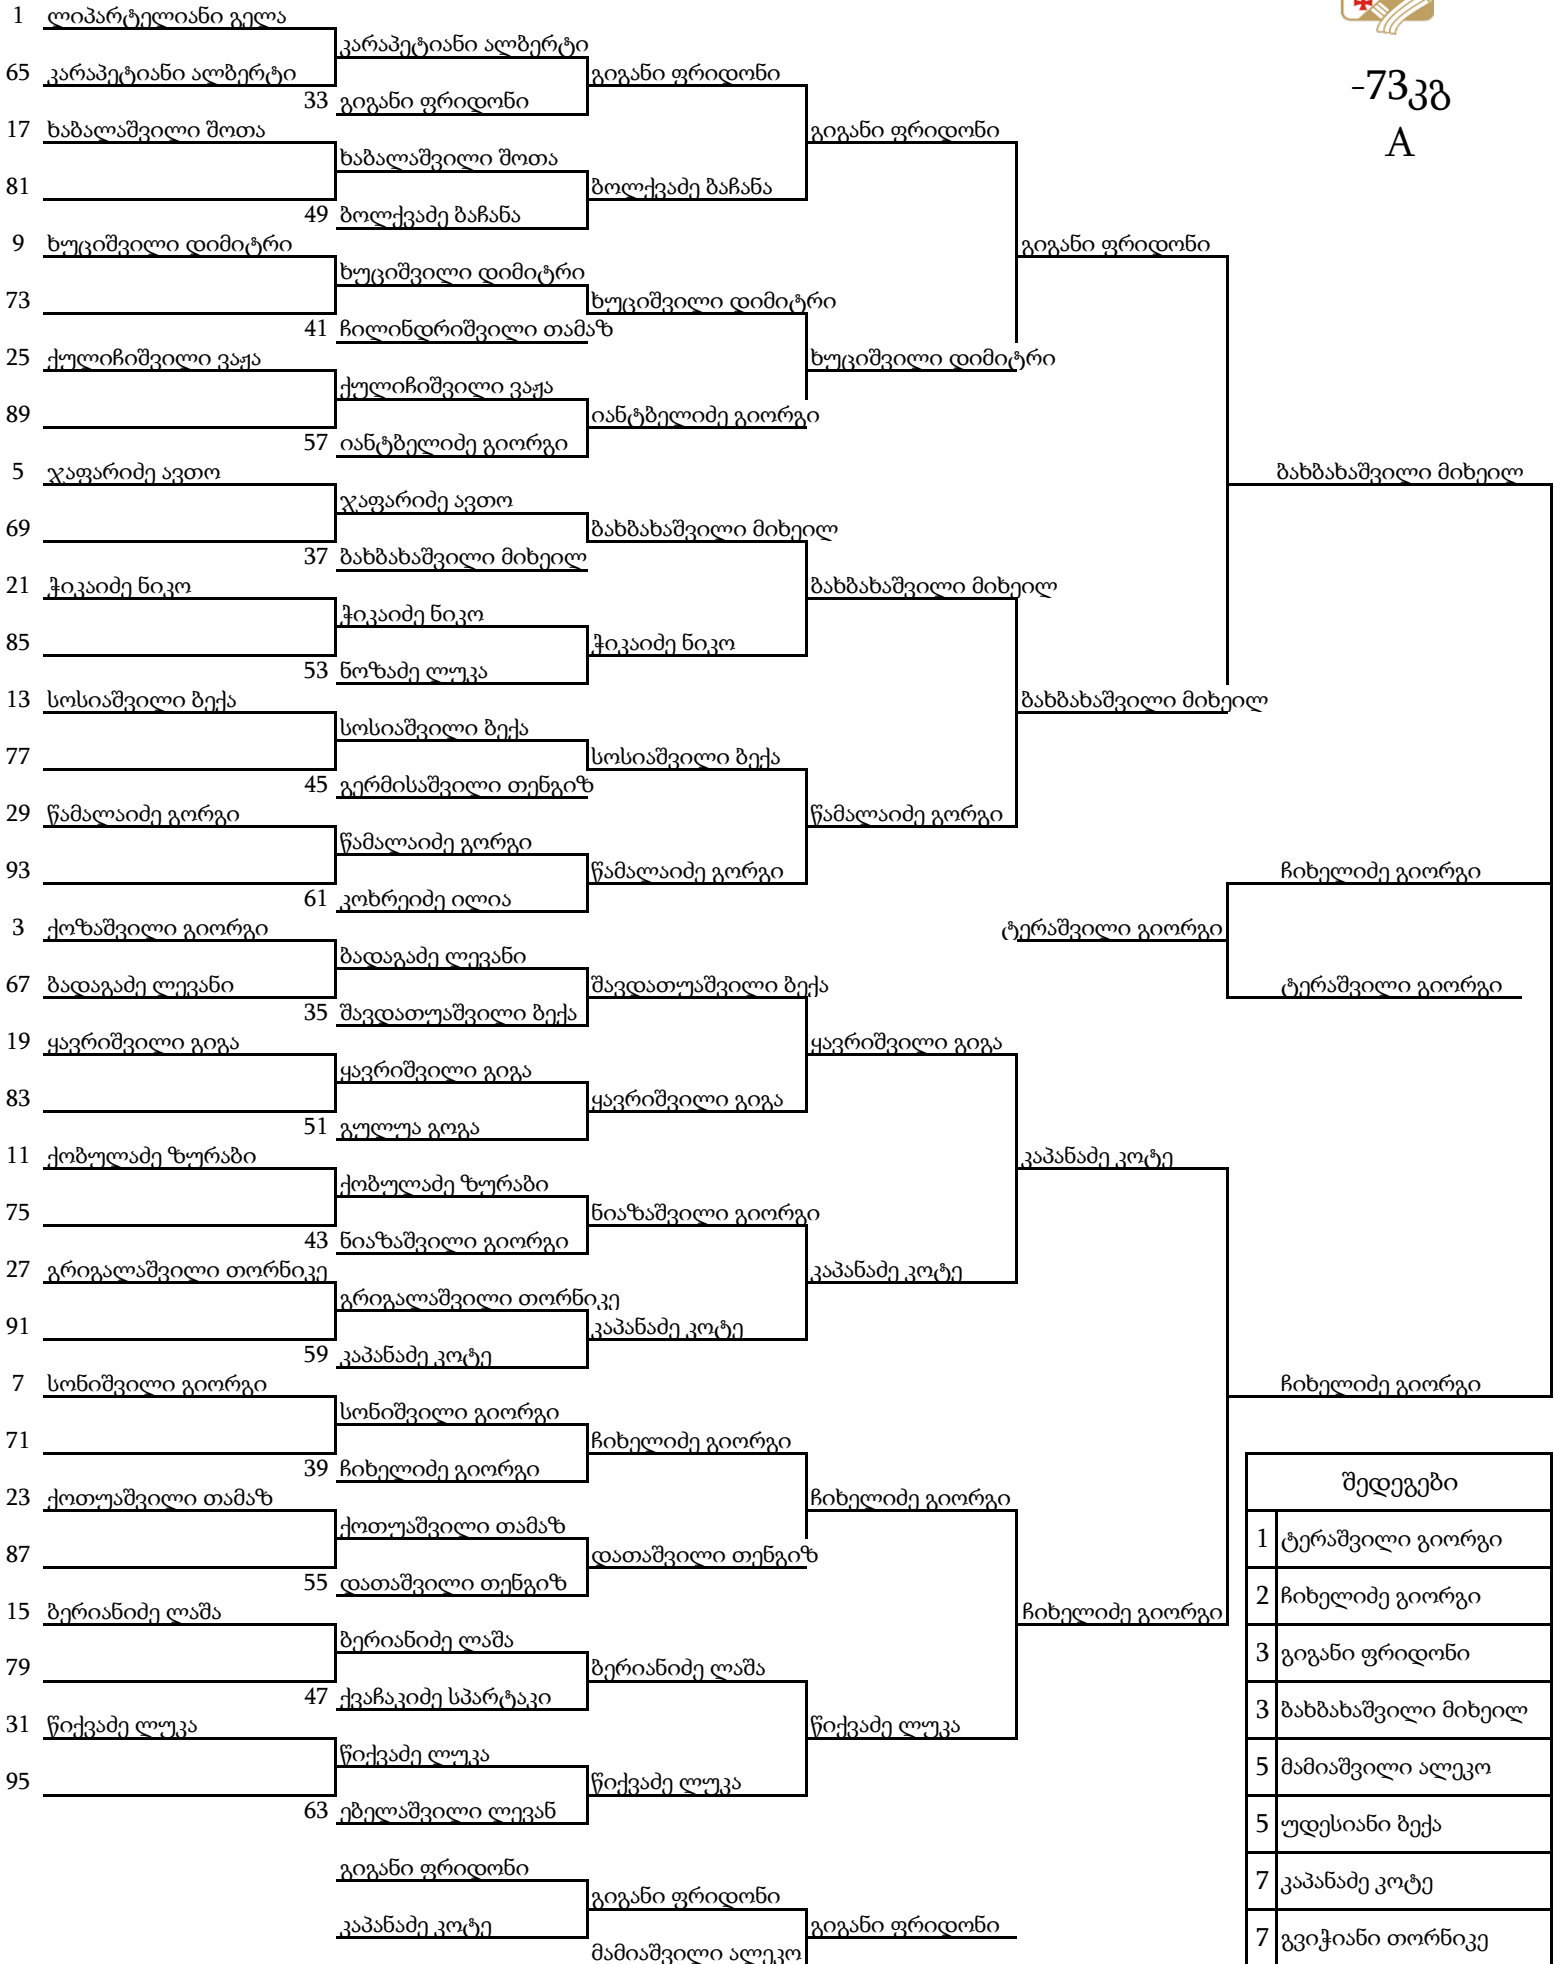 -73კგ
A
1 ლიპარტელიანი გელა
კარაპეტიანი ალბერტი
65 კარაპეტიანი ალბერტი
გიგანი ფრიდონი
33 გიგანი ფრიდონი
17 ხაბალაშვილი შოთა
გიგანი ფრიდონი
ხაბალაშვილი შოთა
81
ბოლქვაძე ბაჩანა
49 ბოლქვაძე ბაჩანა
9 ხუციშვილი დიმიტრი
გიგანი ფრიდონი
ხუციშვილი დიმიტრი
73
ხუციშვილი დიმიტრი
41 ჩილინდრიშვილი თამაზ
25 ქულიჩიშვილი ვაჟა
ხუციშვილი დიმიტრი
ქულიჩიშვილი ვაჟა
89
იანტბელიძე გიორგი
57 იანტბელიძე გიორგი
5 ჯაფარიძე ავთო
ბახბახაშვილი მიხეილ
ჯაფარიძე ავთო
69
ბახბახაშვილი მიხეილ
37 ბახბახაშვილი მიხეილ
21 ჭიკაიძე ნიკო
ბახბახაშვილი მიხეილ
ჭიკაიძე ნიკო
85
ჭიკაიძე ნიკო
53 ნოზაძე ლუკა
13 სოსიაშვილი ბექა
ბახბახაშვილი მიხეილ
სოსიაშვილი ბექა
77
სოსიაშვილი ბექა
45 გერმისაშვილი თენგიზ
29 წამალაიძე გორგი
წამალაიძე გორგი
წამალაიძე გორგი
93
წამალაიძე გორგი
ჩიხელიძე გიორგი
61 კოხრეიძე ილია
3 ქოზაშვილი გიორგი
ტერაშვილი გიორგი
ბადაგაძე ლევანი
67 ბადაგაძე ლევანი
შავდათუაშვილი ბექა
ტერაშვილი გიორგი
35 შავდათუაშვილი ბექა
19 ყავრიშვილი გიგა
ყავრიშვილი გიგა
ყავრიშვილი გიგა
83
ყავრიშვილი გიგა
51 გულუა გოგა
11 ქობულაძე ზურაბი
კაპანაძე კოტე
ქობულაძე ზურაბი
75
ნიაზაშვილი გიორგი
43 ნიაზაშვილი გიორგი
27 გრიგალაშვილი თორნიკე
კაპანაძე კოტე
გრიგალაშვილი თორნიკე
91
კაპანაძე კოტე
59 კაპანაძე კოტე
7 სონიშვილი გიორგი
ჩიხელიძე გიორგი
სონიშვილი გიორგი
71
ჩიხელიძე გიორგი
39 ჩიხელიძე გიორგი
23 ქოთუაშვილი თამაზ
ჩიხელიძე გიორგი
ქოთუაშვილი თამაზ
87
დათაშვილი თენგიზ
55 დათაშვილი თენგიზ
15 ბერიანიძე ლაშა
ჩიხელიძე გიორგი
ბერიანიძე ლაშა
79
ბერიანიძე ლაშა
47 ქვაჩაკიძე სპარტაკი
31 წიქვაძე ლუკა
წიქვაძე ლუკა
წიქვაძე ლუკა
95
წიქვაძე ლუკა
63 ებელაშვილი ლევან
გიგანი ფრიდონი
გიგანი ფრიდონი
კაპანაძე კოტე
გიგანი ფრიდონი
მამიაშვილი ალეკო
შედეგები
1 ტერაშვილი გიორგი
2 ჩიხელიძე გიორგი
3 გიგანი ფრიდონი
3 ბახბახაშვილი მიხეილ
5 მამიაშვილი ალეკო
5 უდესიანი ბექა
7 კაპანაძე კოტე
7 გვიჭიანი თორნიკე